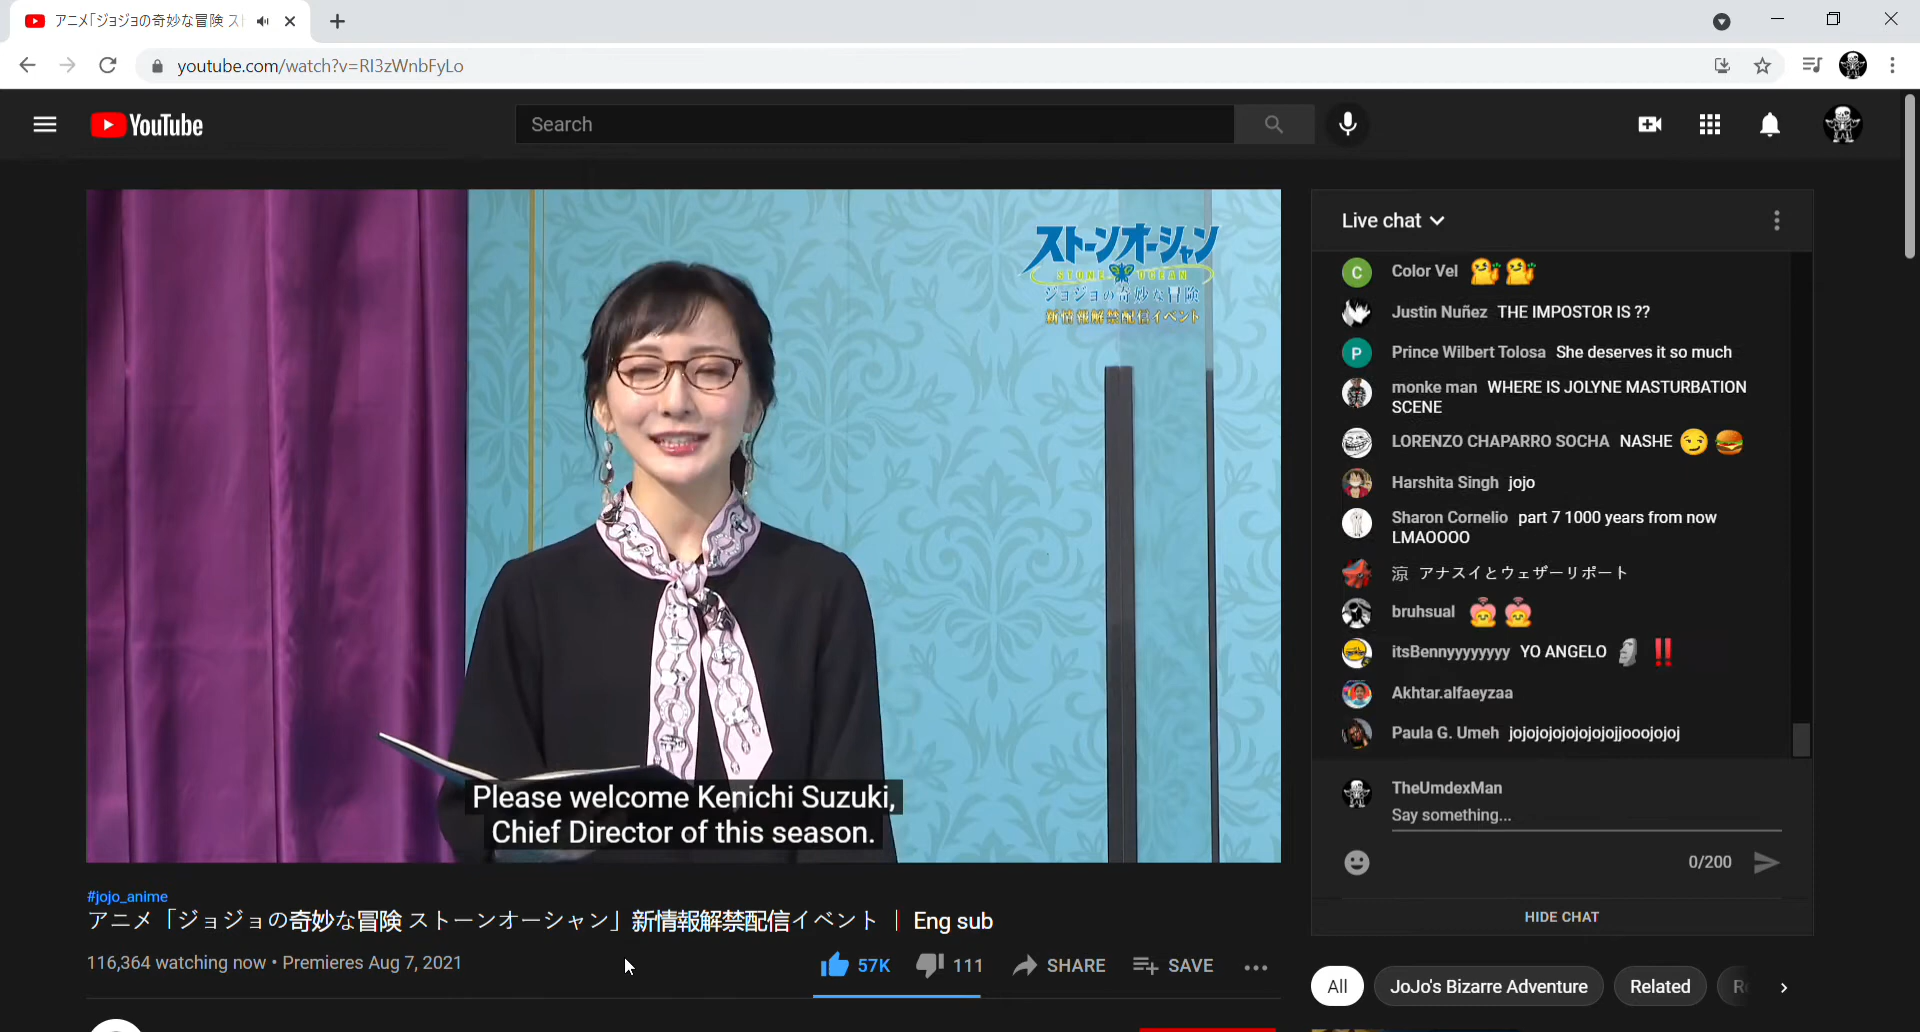 アニメ「ジョジョの奇妙な冒険 ス
youtube.com/watch?v=RI3zWnbFyLo
YouTube
Search
ストーンオーシャン
STONE OCEAN
ジョジョの奇妙な冒険
新情報解禁配信イベント
Please welcome Kenichi Suzuki,
Chief Director of this season.
#jojo_anime
アニメ「ジョジョの奇妙な冒険 ストーンオーシャン」新情報解禁配信イベント ｜ Eng sub
116,364 watching now • Premieres Aug 7, 2021
57K
111
SHARE
SAVE
Live chat
C
Color Vel
Justin Nuñez THE IMPOSTOR IS ??
P
Prince Wilbert Tolosa She deserves it so much
monke man WHERE IS JOLYNE MASTURBATION
SCENE
LORENZO CHAPARRO SOCHA NASHE 😏🍔
Harshita Singh jojo
Sharon Cornelio part 7 1000 years from now
LMAOOOO
涼 アナスイとウェザーリポート
bruhsual
itsBennyyyyyyyy YO ANGELO 🗿‼️
Akhtar.alfaeyzaa
Paula G. Umeh jojojojojojojojojjooojojoj
TheUmdexMan
Say something...
0/200
HIDE CHAT
All
JoJo's Bizarre Adventure
Related